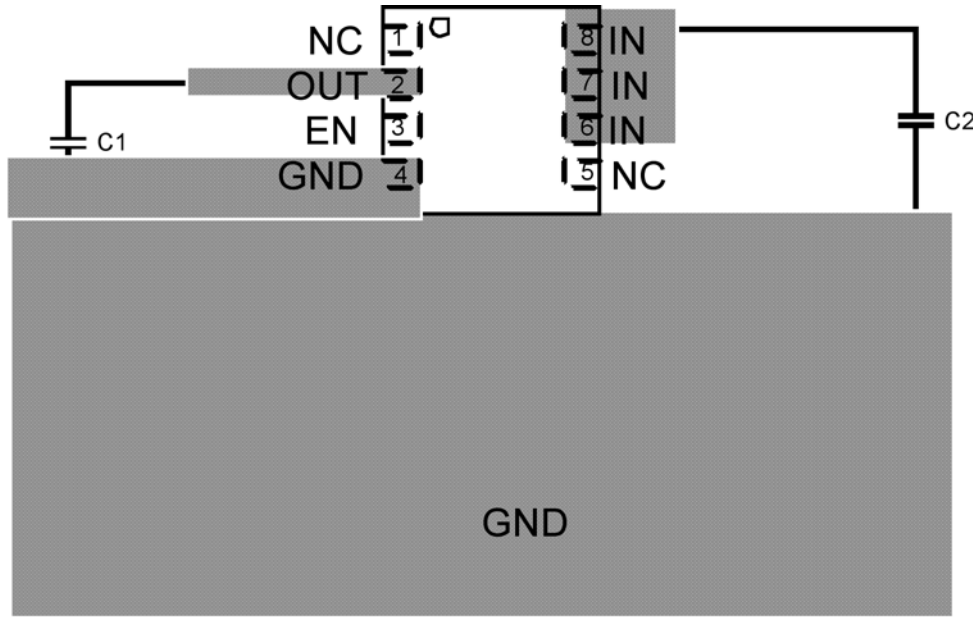 NC 1 8 IN
OUT 2 7 IN
EN 3 6 IN
C1 C2
GND 4 5 NC
GND